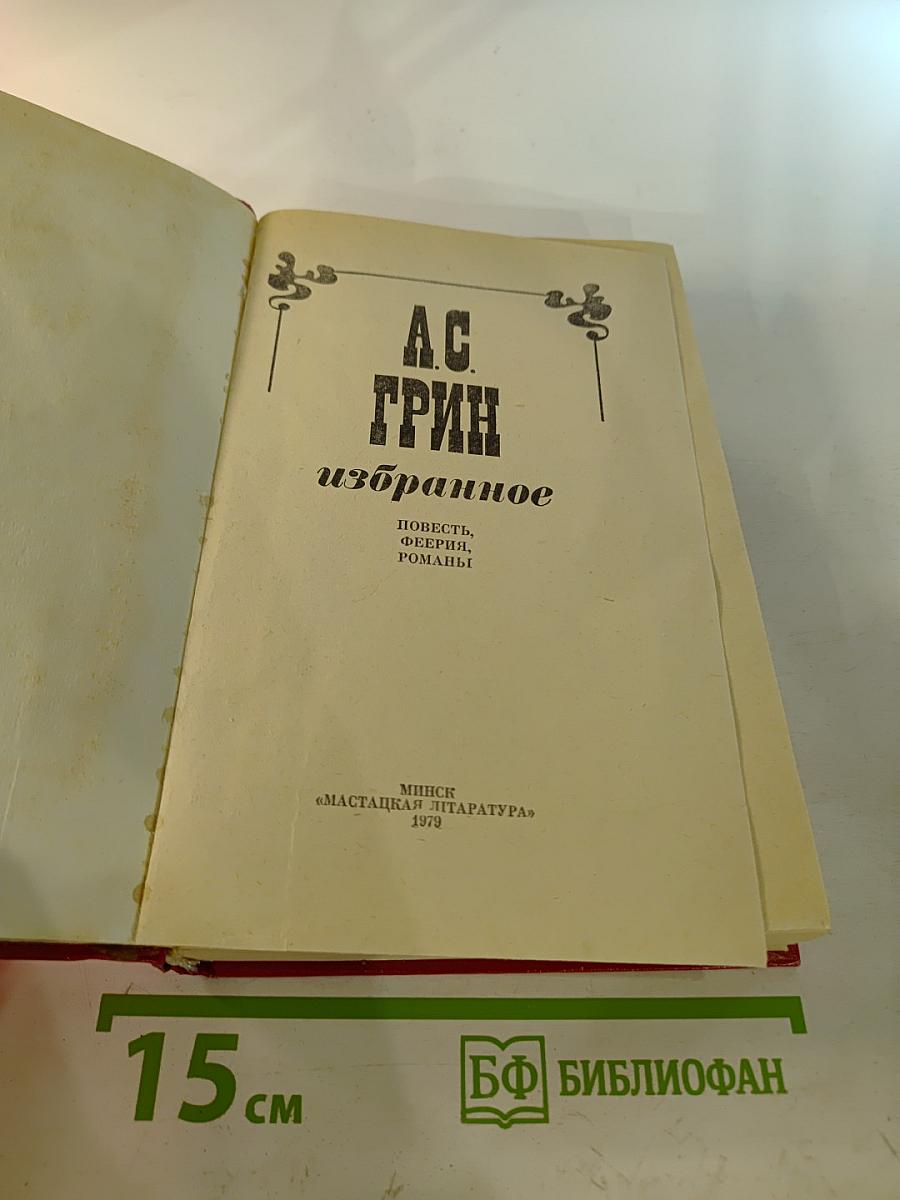 А.С.
ГРИН
избранное
ПОВЕСТЬ,
ФЕЕРИЯ,
РОМАНЫ
МИНСК
«МАСТАЦКАЯ ЛІТАРАТУРА»
1979
15 см
БФ БИБЛИОФАН